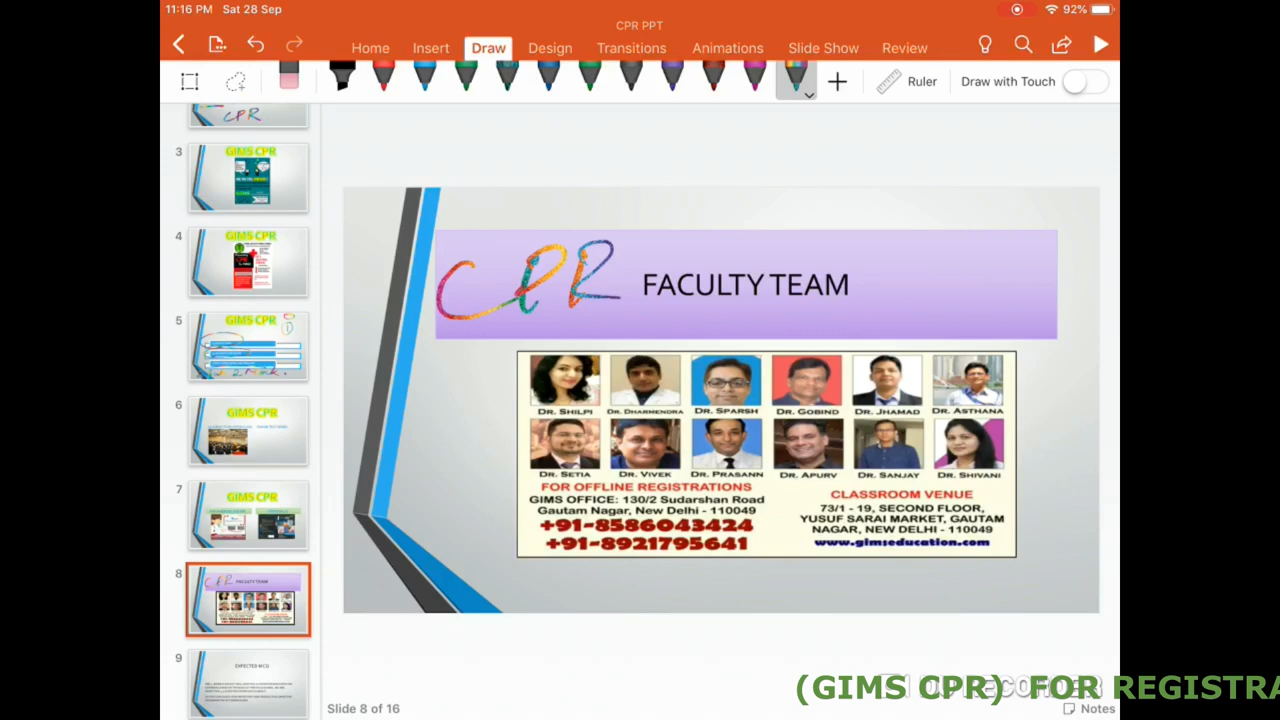 11:16 PM Sat 28 Sep
92%
CPR PPT
Home Insert Draw Design Transitions Animations Slide Show Review
Ruler Draw with Touch
CPR
3
GIMS CPR
4
GIMS CPR
5
GIMS CPR
6
GIMS CPR
7
GIMS CPR
8
CPR FACULTY TEAM
9
EXPECTED MCQ
CPR FACULTY TEAM
DR. SHILPI DR. DHARMENDRA DR. SPARSH DR. GOBIND DR. JHAMAD DR. ASTHANA
DR. SETIA DR. VIVEK DR. PRASANN DR. APURV DR. SANJAY DR. SHIVANI
FOR OFFLINE REGISTRATIONS
GIMS OFFICE: 130/2 Sudarshan Road
Gautam Nagar, New Delhi - 110049
+91-8586043424
+91-8921795641
CLASSROOM VENUE
73/1 - 19, SECOND FLOOR,
YUSUF SARAI MARKET, GAUTAM
NAGAR, NEW DELHI - 110049
www.gimseducation.com
(GIMS CPR) FOR REGISTRA
Slide 8 of 16
Notes